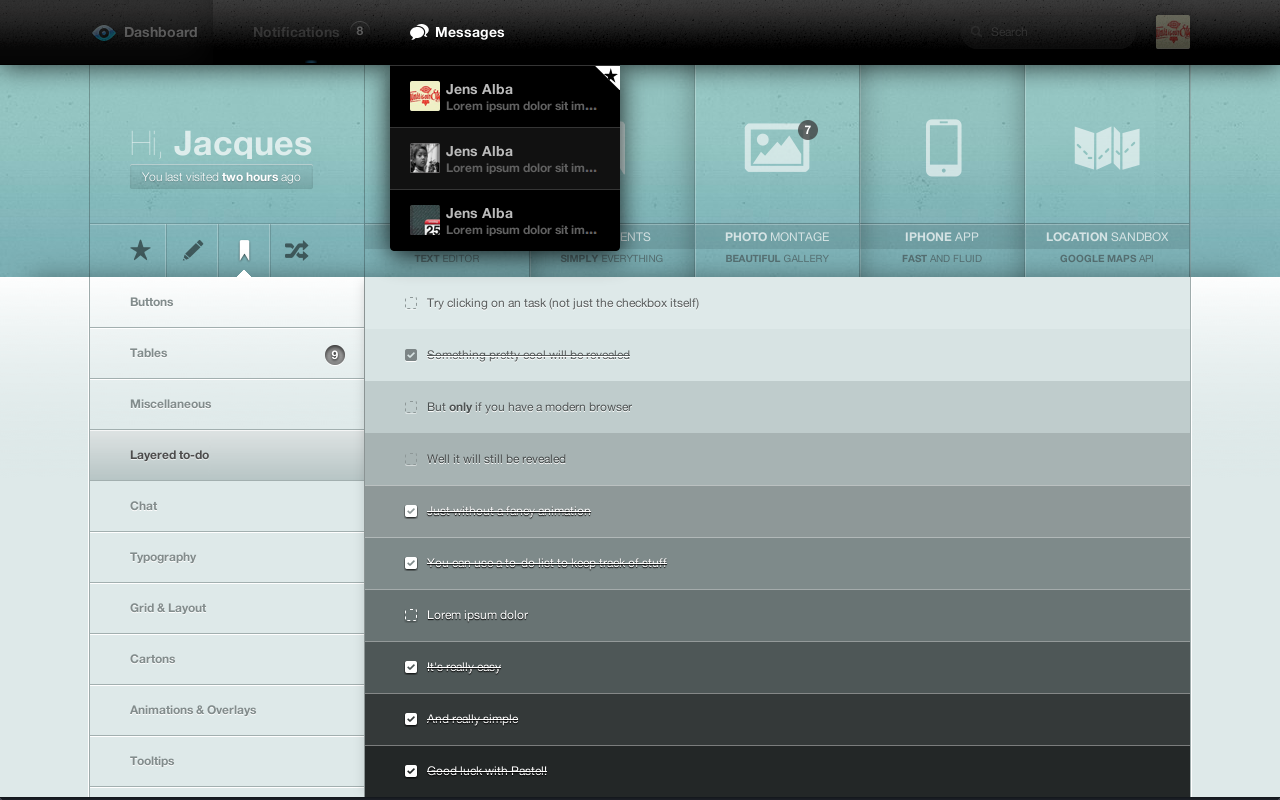 Dashboard
Notifications 8
Messages
Search
Jens Alba
Lorem ipsum dolor sit im...
Jens Alba
Lorem ipsum dolor sit im...
Jens Alba
Lorem ipsum dolor sit im...
25
Hi, Jacques
You last visited two hours ago
7
ENTS
PHOTO MONTAGE
IPHONE APP
LOCATION SANDBOX
TEXT EDITOR
SIMPLY EVERYTHING
BEAUTIFUL GALLERY
FAST AND FLUID
GOOGLE MAPS API
Buttons
Tables 9
Miscellaneous
Layered to-do
Chat
Typography
Grid & Layout
Cartons
Animations & Overlays
Tooltips
Try clicking on an task (not just the checkbox itself)
Something pretty cool will be revealed
But only if you have a modern browser
Well it will still be revealed
Just without a fancy animation
You can use a to-do list to keep track of stuff
Lorem ipsum dolor
It's really easy
And really simple
Good luck with Pastel!